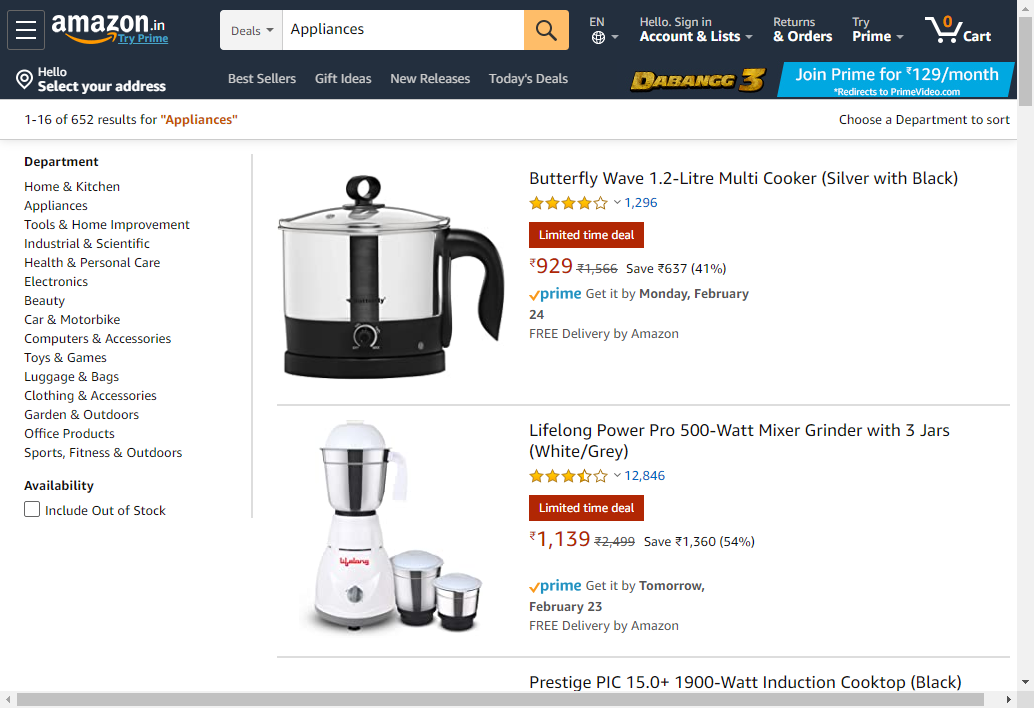 amazon.in
Try Prime
Deals
Appliances
EN
Hello. Sign in
Account & Lists
Returns
& Orders
Try
Prime
0
Cart
Hello
Select your address
Best Sellers
Gift Ideas
New Releases
Today's Deals
DABANGG 3
Join Prime for ₹129/month
*Redirects to PrimeVideo.com
1-16 of 652 results for "Appliances"
Choose a Department to sort
Department
Home & Kitchen
Appliances
Tools & Home Improvement
Industrial & Scientific
Health & Personal Care
Electronics
Beauty
Car & Motorbike
Computers & Accessories
Toys & Games
Luggage & Bags
Clothing & Accessories
Garden & Outdoors
Office Products
Sports, Fitness & Outdoors
Availability
Include Out of Stock
Butterfly
Butterfly Wave 1.2-Litre Multi Cooker (Silver with Black)
1,296
Limited time deal
₹929 ₹1,566 Save ₹637 (41%)
prime Get it by Monday, February
24
FREE Delivery by Amazon
Lifelong
Lifelong Power Pro 500-Watt Mixer Grinder with 3 Jars
(White/Grey)
12,846
Limited time deal
₹1,139 ₹2,499 Save ₹1,360 (54%)
prime Get it by Tomorrow,
February 23
FREE Delivery by Amazon
Prestige PIC 15.0+ 1900-Watt Induction Cooktop (Black)